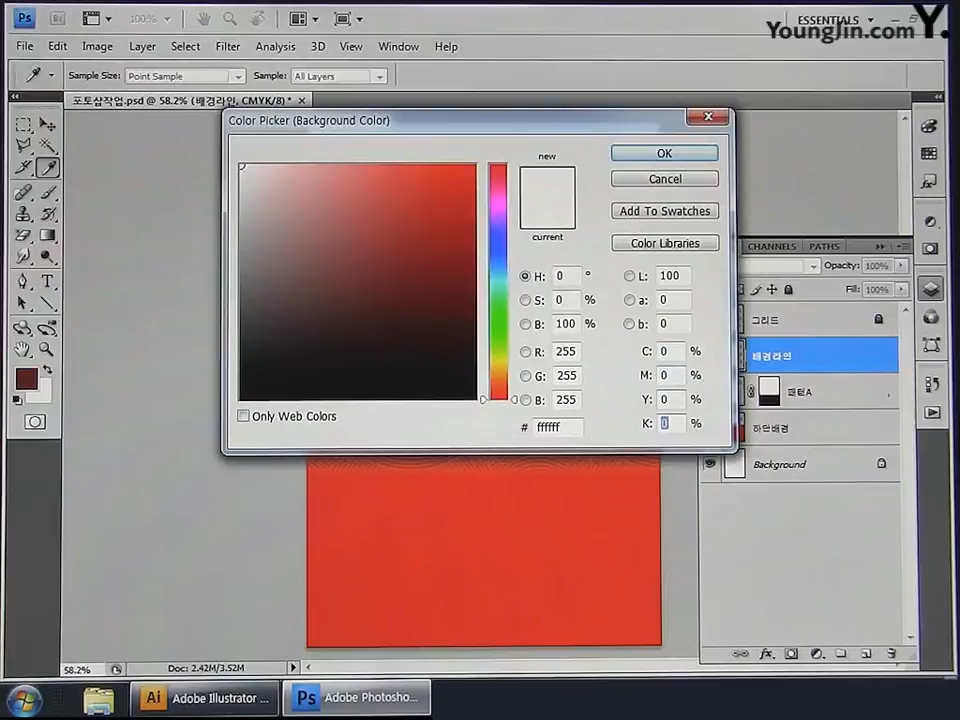 Ps Br 100% ESSENTIALS Y.
YoungJin.com
File Edit Image Layer Select Filter Analysis 3D View Window Help
Sample Size: Point Sample Sample: All Layers
포토샵작업.psd @ 58.2% (배경라인, CMYK/8) *
Color Picker (Background Color)
new
OK
Cancel
Add To Swatches
current
Color Libraries
CHANNELS PATHS
Opacity: 100%
Fill: 100%
H: 0 ° L: 100
S: 0 % a: 0
B: 100 % b: 0
R: 255 C: 0 %
G: 255 M: 0 %
B: 255 Y: 0 %
# ffffff K: 0 %
Only Web Colors
그리드
배경라인
패턴A
하단배경
Background
58.2% Doc: 2.42M/3.52M
Ai Adobe Illustrator ... Ps Adobe Photosho...